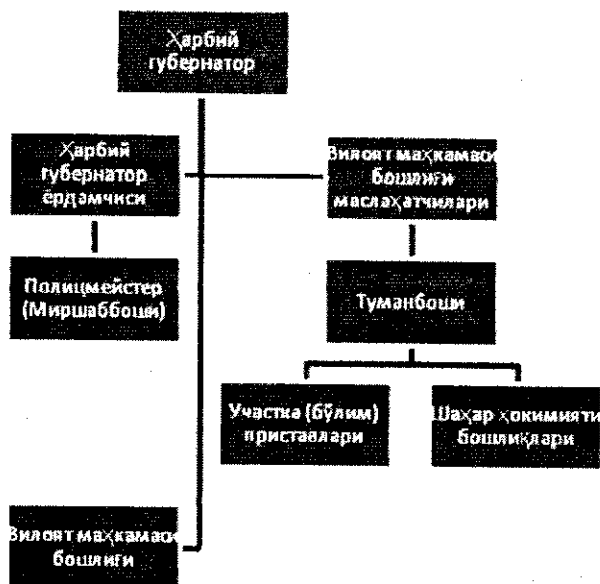 Ҳарбий
губернатор
Ҳарбий
губернатор
ёрдамчиси
Вилоят маҳкамаси
бошлиғи
маслаҳатчилари
Полицмейстер
(Миршаббоши)
Туманбоши
Участка (бўлим)
приставлари
Шаҳар ҳокимияти
бошлиқлари
Вилоят маҳкамаси
бошлиғи